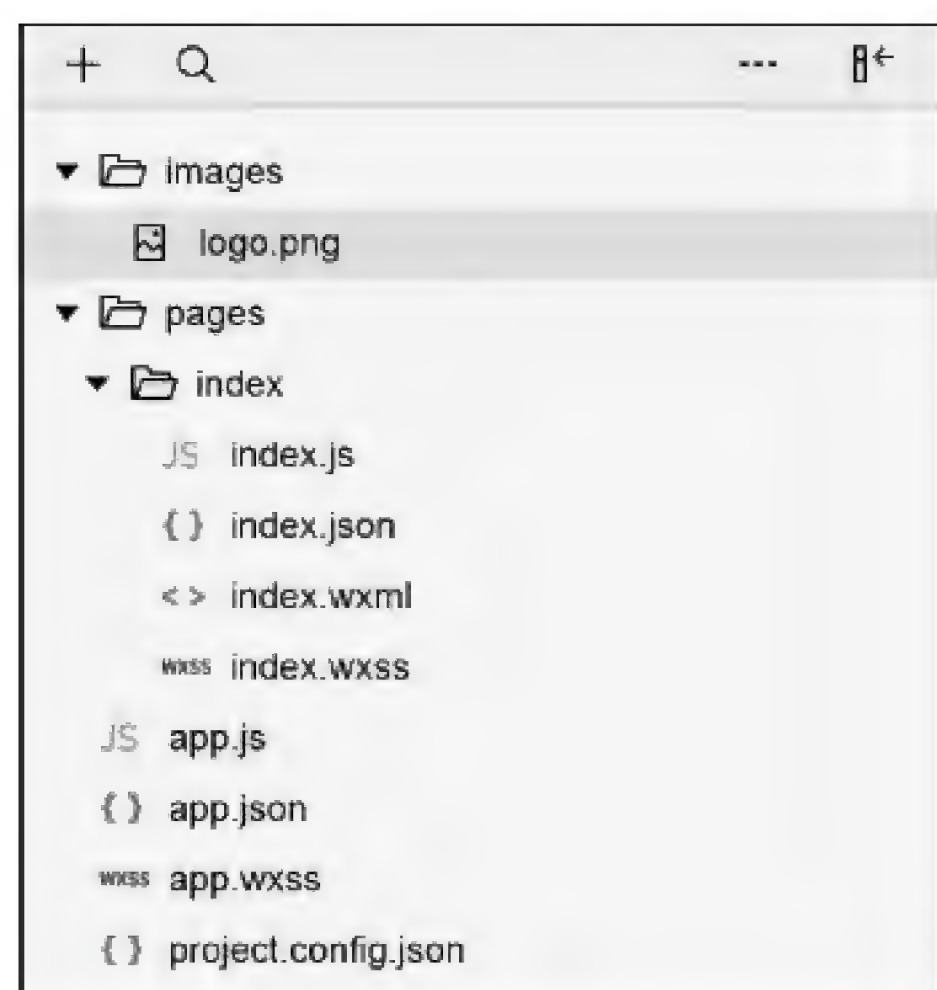 images
logo.png
pages
index
JS index.js
{ } index.json
< > index.wxml
WXSS index.wxss
JS app.js
{ } app.json
WXSS app.wxss
{ } project.config.json